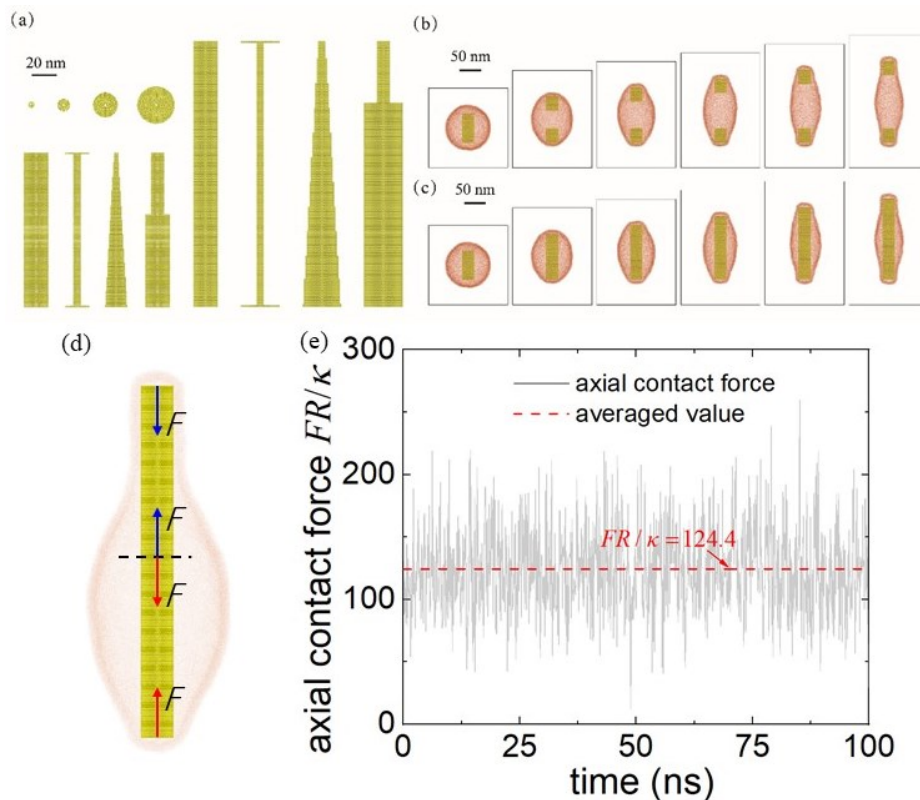 (a)
20 nm
(b)
50 nm
(c)
50 nm
(d)
F
F
F
F
(e)
axial contact force FR/κ
300
200
100
0
axial contact force
averaged value
FR/κ=124.4
0 25 50 75 100
time (ns)